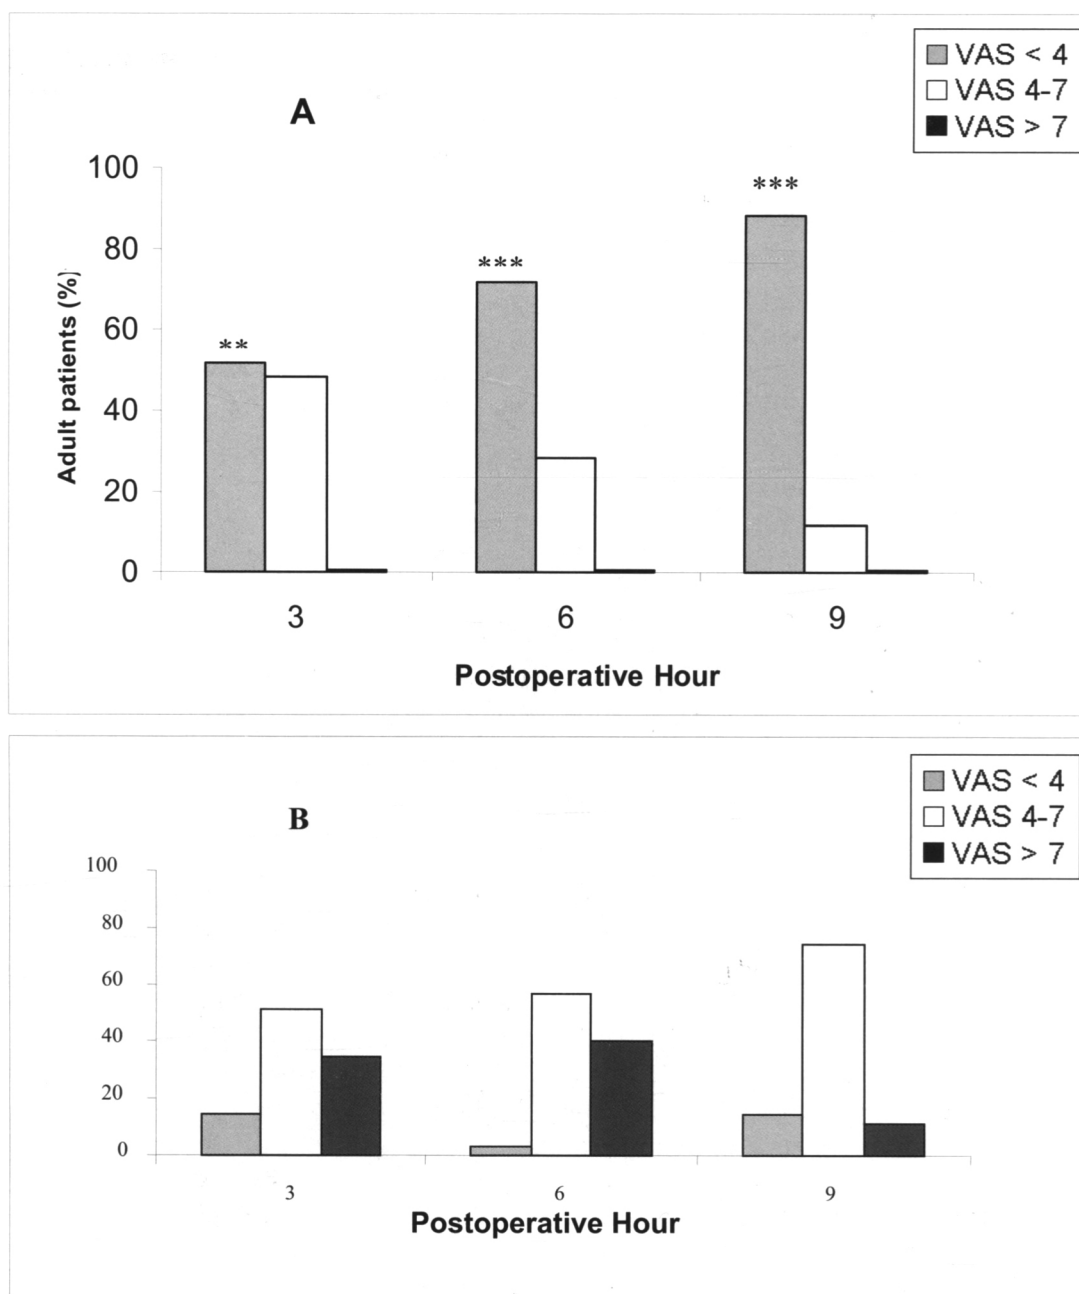 VAS < 4
VAS 4-7
VAS > 7
A
100
80
60
40
20
0
Adult patients (%)
**
***
***
3 6 9
Postoperative Hour
VAS < 4
VAS 4-7
VAS > 7
B
100
80
60
40
20
0
3 6 9
Postoperative Hour